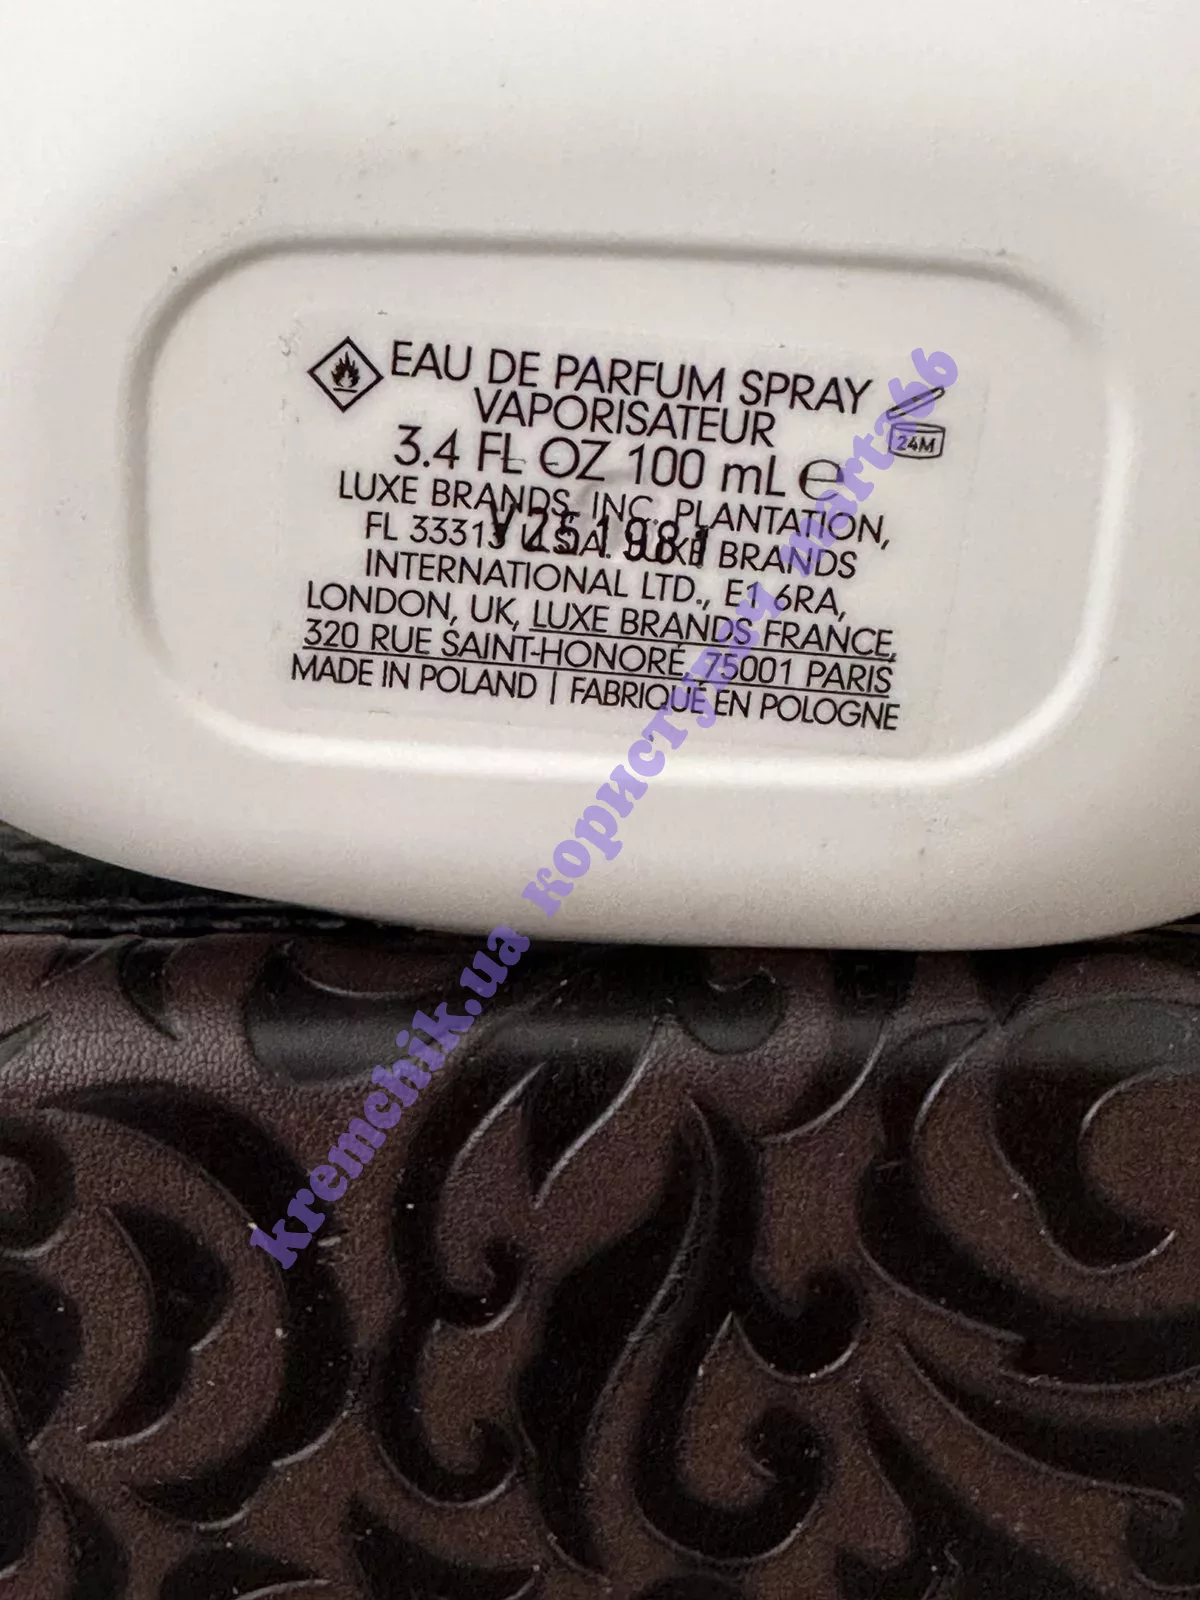 EAU DE PARFUM SPRAY
VAPORISATEUR
3.4 FL OZ 100 mL ℮
24M
LUXE BRANDS, INC. PLANTATION,
FL 33313 U.S.A. LUXE BRANDS
INTERNATIONAL LTD., E1 6RA,
LONDON, UK, LUXE BRANDS FRANCE,
320 RUE SAINT-HONORÉ, 75001 PARIS
MADE IN POLAND | FABRIQUÉ EN POLOGNE
kremchik.ua користувач marta66